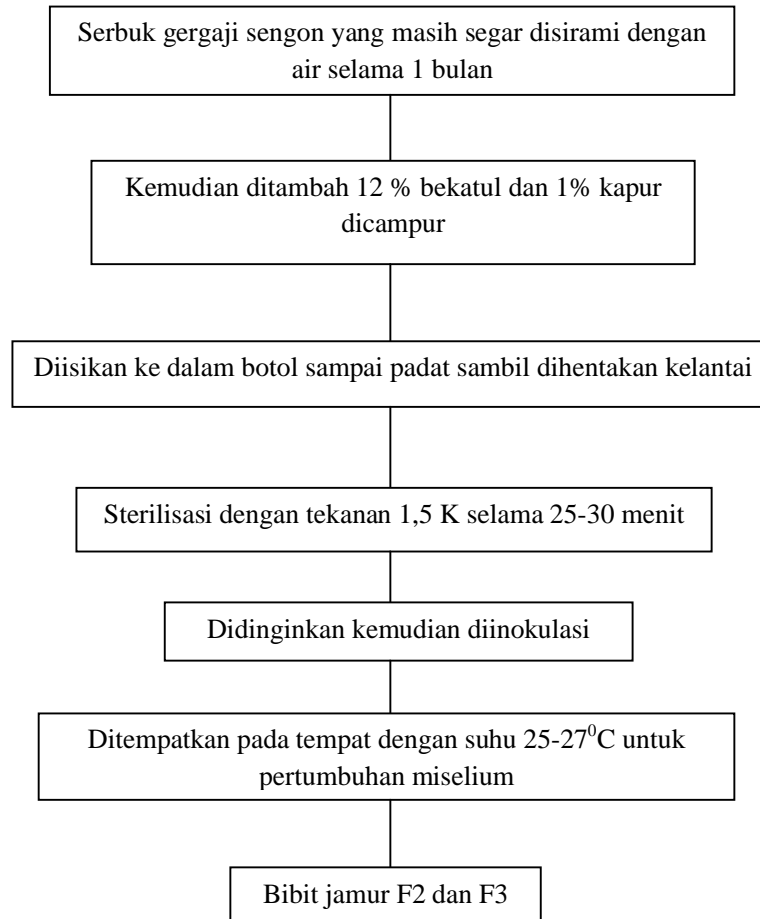 Serbuk gergaji sengon yang masih segar disirami dengan
air selama 1 bulan
Kemudian ditambah 12 % bekatul dan 1% kapur
dicampur
Diisikan ke dalam botol sampai padat sambil dihentakan kelantai
Sterilisasi dengan tekanan 1,5 K selama 25-30 menit
Didinginkan kemudian diinokulasi
Ditempatkan pada tempat dengan suhu 25-27⁰C untuk
pertumbuhan miselium
Bibit jamur F2 dan F3